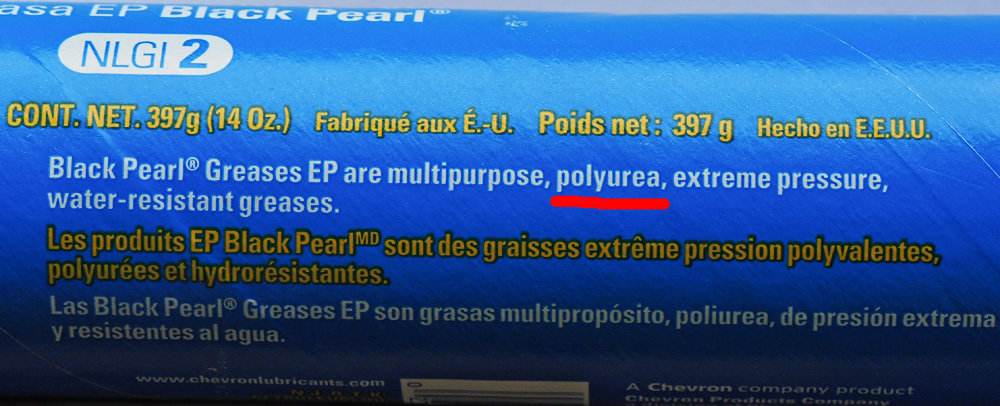 asa EP Black Pearl®
NLGI 2
CONT. NET. 397g (14 Oz.) Fabriqué aux É.-U. Poids net : 397 g Hecho en E.E.U.U.
Black Pearl® Greases EP are multipurpose, polyurea, extreme pressure,
water-resistant greases.
Les produits EP Black Pearl MD sont des graisses extrême pression polyvalentes,
polyurées et hydrorésistantes.
Las Black Pearl® Greases EP son grasas multipropósito, poliurea, de presión extrema
y resistentes al agua.
www.chevronlubricants.com
A Chevron company product
Chevron Products Company